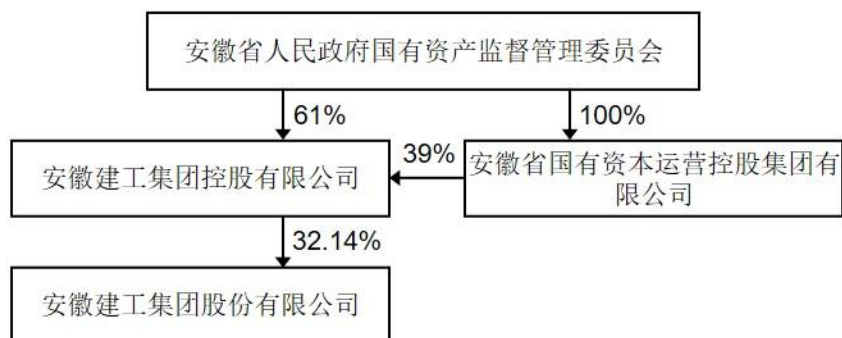 安徽省人民政府国有资产监督管理委员会
61%
100%
安徽建工集团控股有限公司
39%
安徽省国有资本运营控股集团有
限公司
32.14%
安徽建工集团股份有限公司